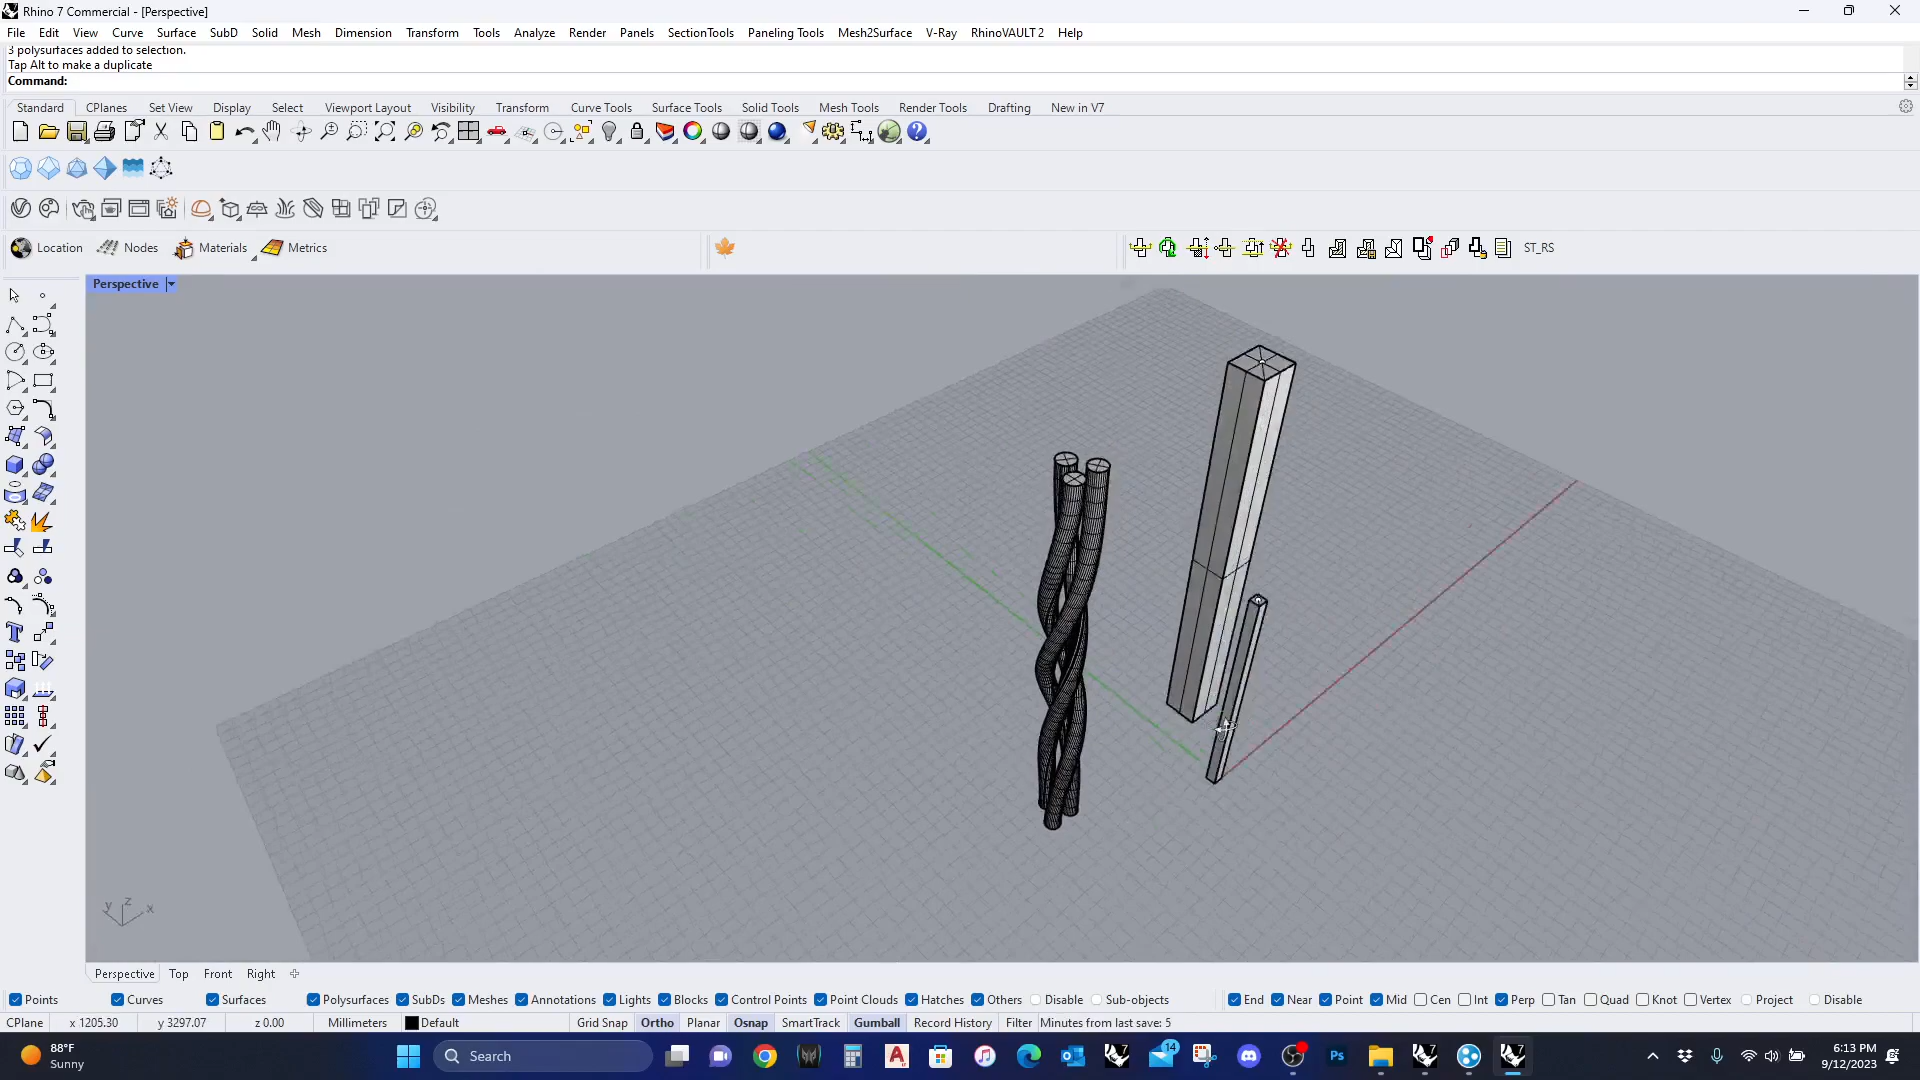 Rhino 7 Commercial - [Perspective]
File Edit View Curve Surface SubD Solid Mesh Dimension Transform Tools Analyze Render Panels SectionTools Paneling Tools Mesh2Surface V-Ray RhinoVAULT 2 Help
3 polysurfaces added to selection.
Tap Alt to make a duplicate
Command:
Standard CPlanes Set View Display Select Viewport Layout Visibility Transform Curve Tools Surface Tools Solid Tools Mesh Tools Render Tools Drafting New in V7
Location Nodes Materials Metrics ST_RS
Perspective
y z x
Perspective Top Front Right
Points Curves Surfaces Polysurfaces SubDs Meshes Annotations Lights Blocks Control Points Point Clouds Hatches Others Disable Sub-objects End Near Point Mid Cen Int Perp Tan Quad Knot Vertex Project Disable
CPlane x 1205.30 y 3297.07 z 0.00 Millimeters Default Grid Snap Ortho Planar Osnap SmartTrack Gumball Record History Filter Minutes from last save: 5
88°F
Sunny
Search
14
Ps
6:13 PM
9/12/2023